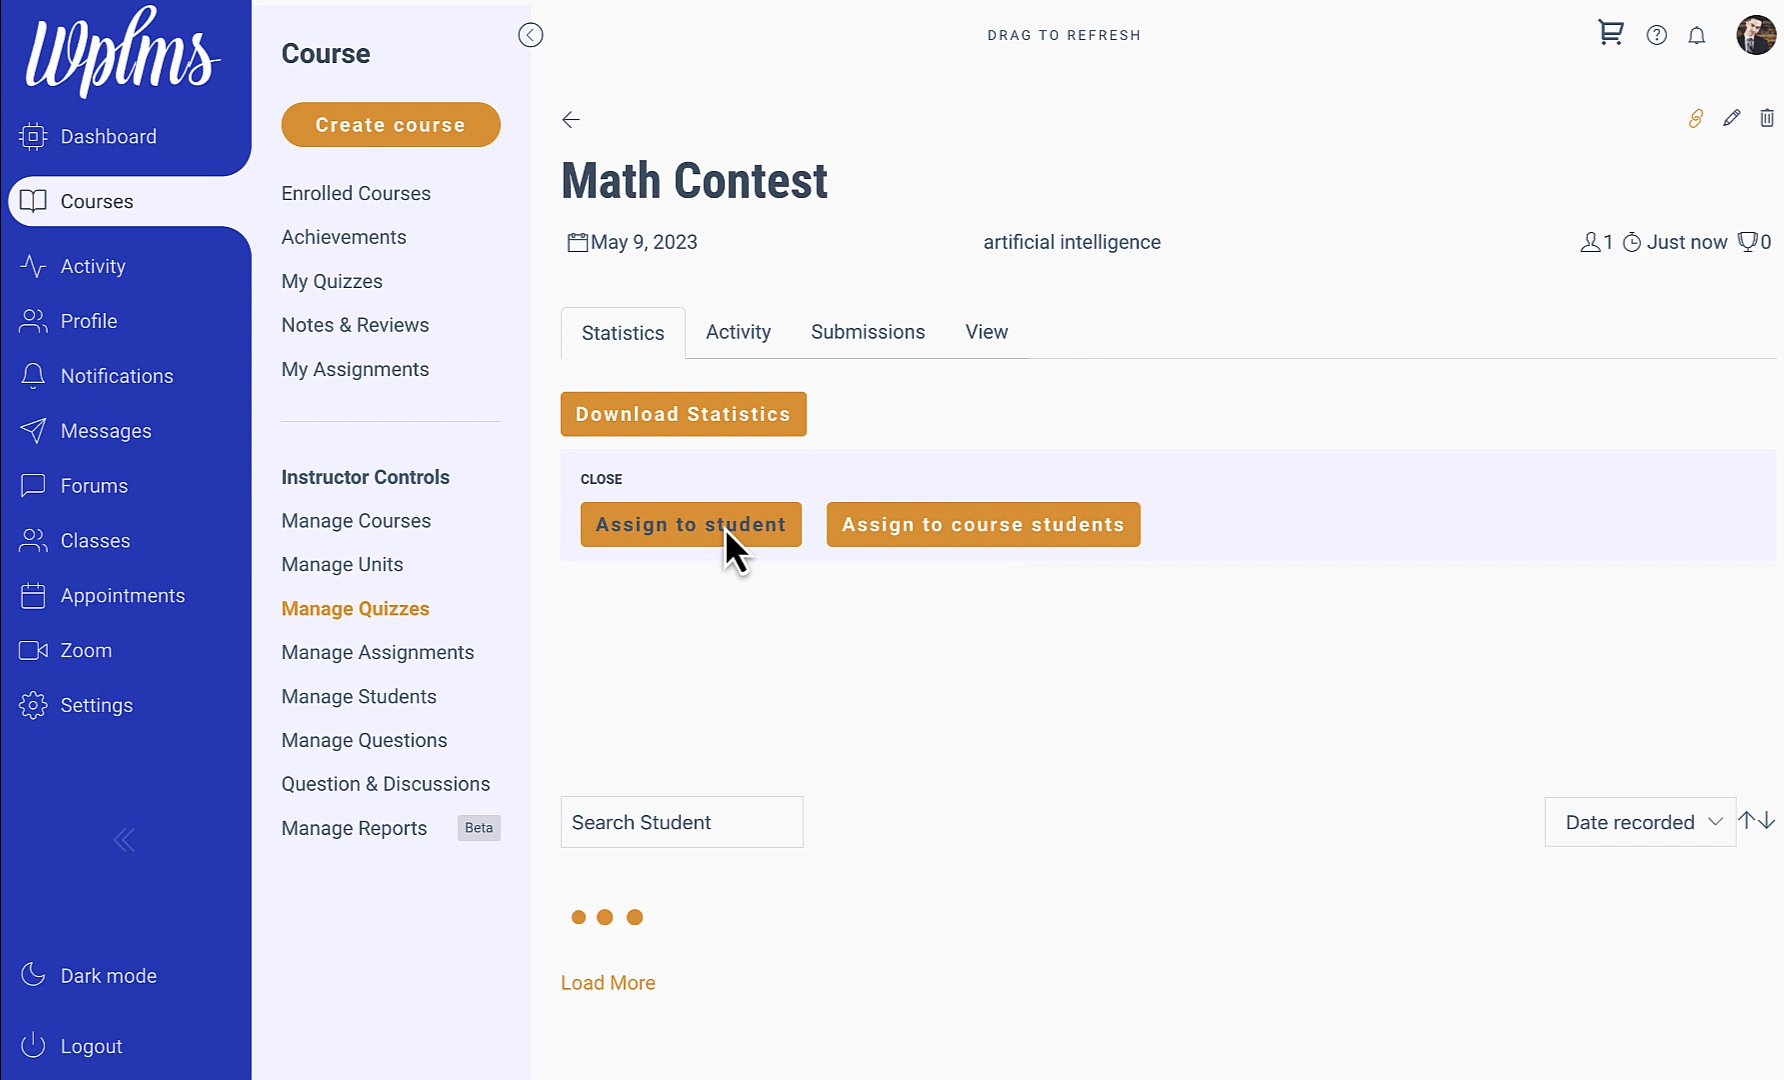 Wplms
Dashboard
Courses
Activity
Profile
Notifications
Messages
Forums
Classes
Appointments
Zoom
Settings
Dark mode
Logout
Course
Create course
Enrolled Courses
Achievements
My Quizzes
Notes & Reviews
My Assignments
Instructor Controls
Manage Courses
Manage Units
Manage Quizzes
Manage Assignments
Manage Students
Manage Questions
Question & Discussions
Manage Reports Beta
DRAG TO REFRESH
Math Contest
May 9, 2023 artificial intelligence 1 Just now 0
Statistics Activity Submissions View
Download Statistics
CLOSE
Assign to student Assign to course students
Search Student Date recorded
Load More